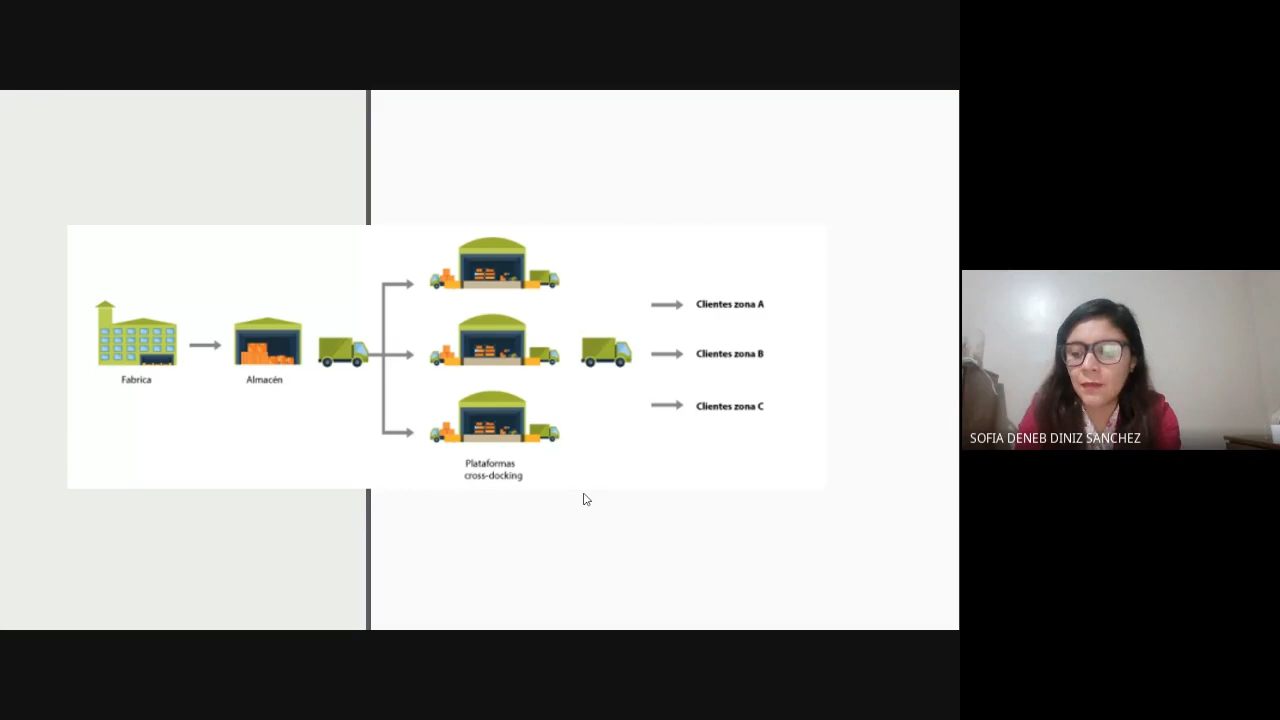 Fabrica
Almacén
Plataformas
cross-docking
Clientes zona A
Clientes zona B
Clientes zona C
SOFIA DENEB DINIZ SANCHEZ